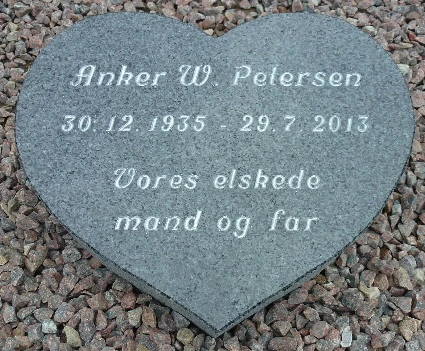 Anker W. Petersen
30. 12. 1935 - 29. 7. 2013
Vores elskede
mand og far